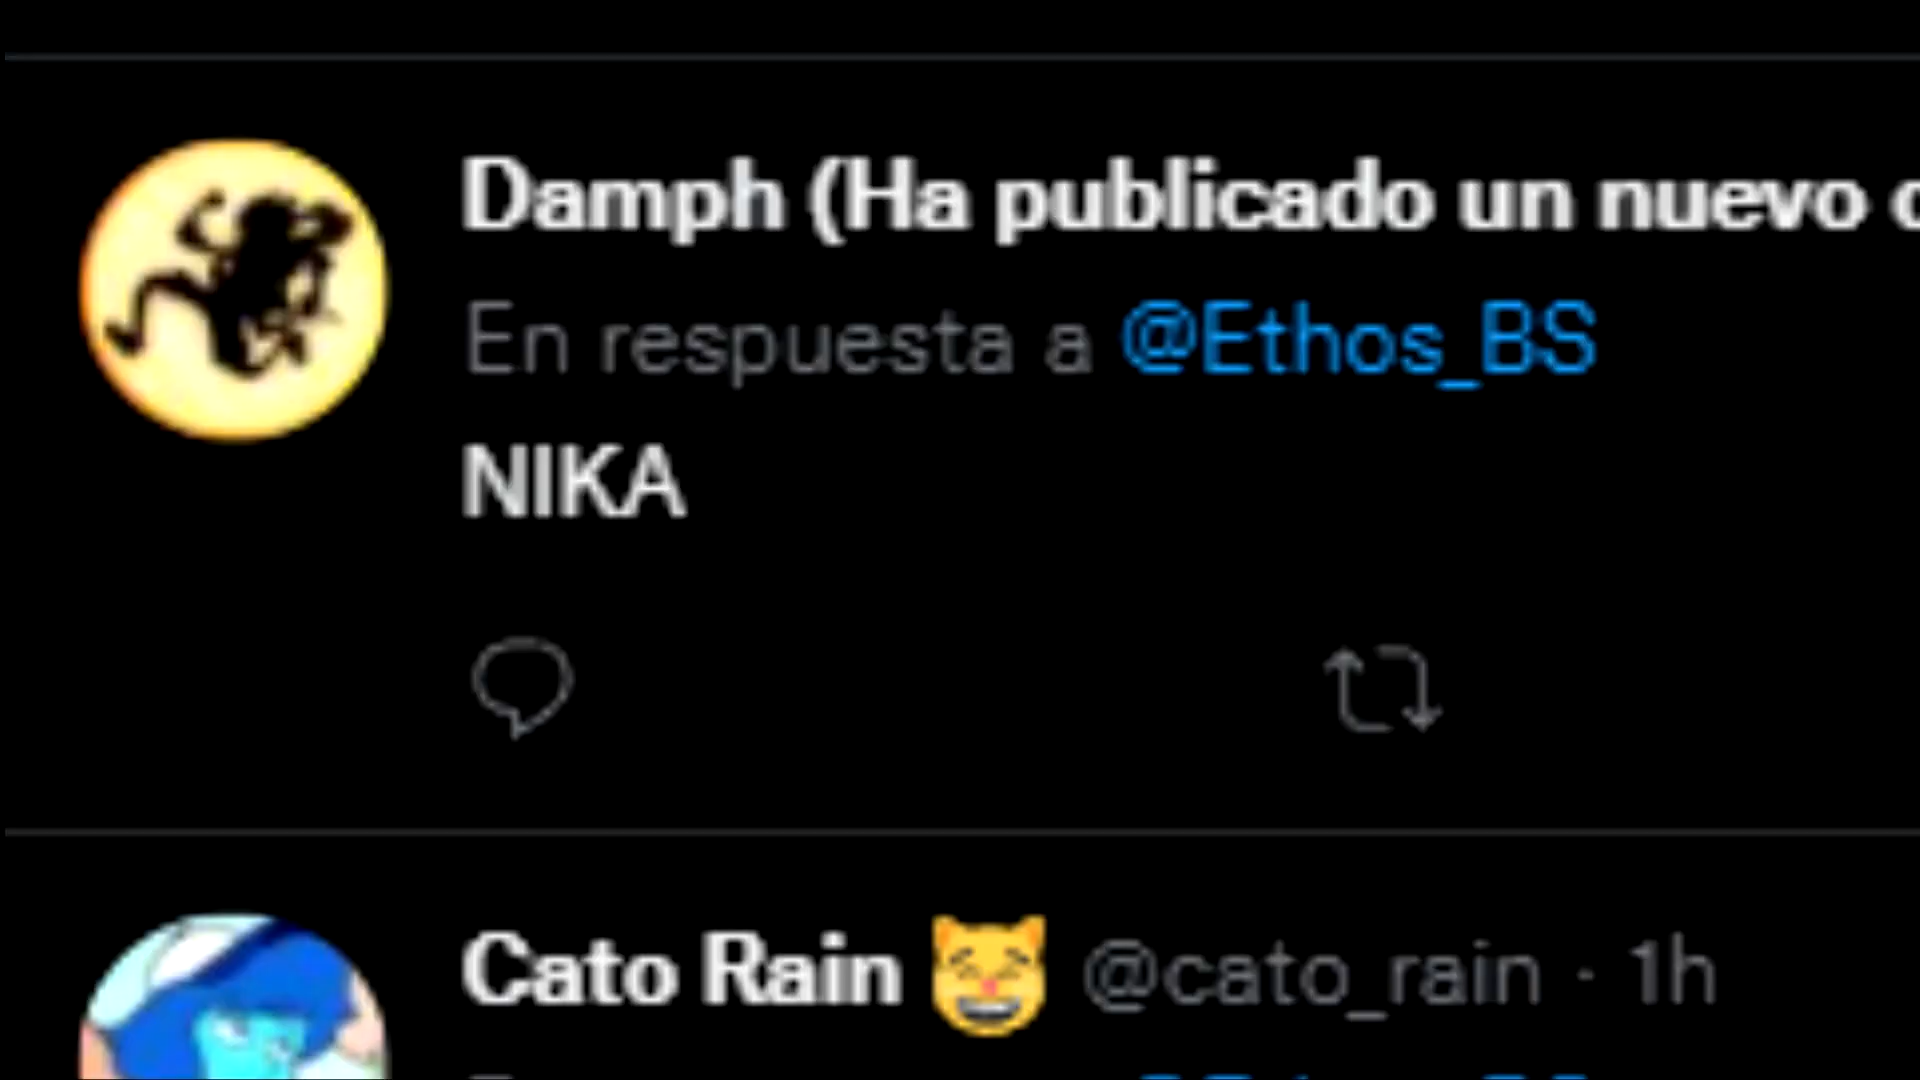 Damph (Ha publicado un nuevo
En respuesta a @Ethos_BS
NIKA
Cato Rain 😸 @cato_rain · 1h